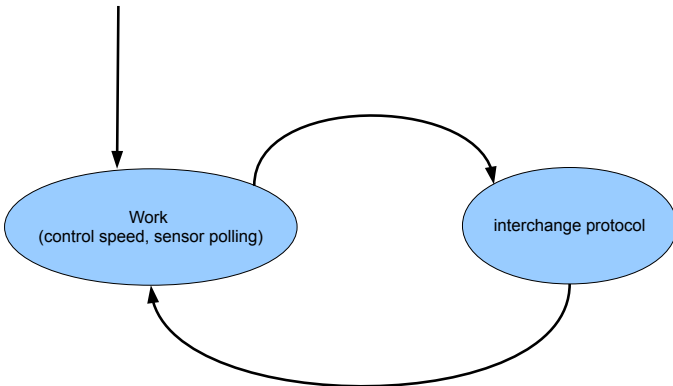 Work
(control speed, sensor polling)
interchange protocol